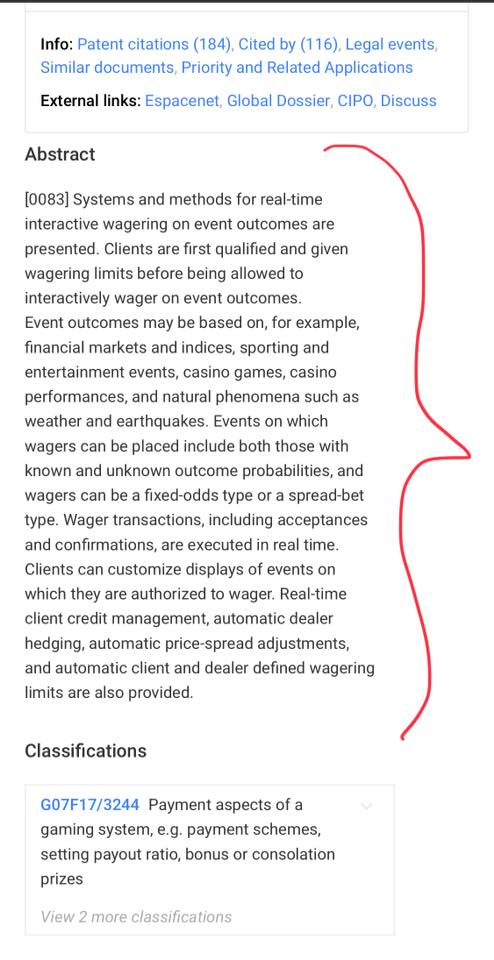 Info: Patent citations (184), Cited by (116), Legal events,
Similar documents, Priority and Related Applications
External links: Espacenet, Global Dossier, CIPO, Discuss
Abstract
[0083] Systems and methods for real-time
interactive wagering on event outcomes are
presented. Clients are first qualified and given
wagering limits before being allowed to
interactively wager on event outcomes.
Event outcomes may be based on, for example,
financial markets and indices, sporting and
entertainment events, casino games, casino
performances, and natural phenomena such as
weather and earthquakes. Events on which
wagers can be placed include both those with
known and unknown outcome probabilities, and
wagers can be a fixed-odds type or a spread-bet
type. Wager transactions, including acceptances
and confirmations, are executed in real time.
Clients can customize displays of events on
which they are authorized to wager. Real-time
client credit management, automatic dealer
hedging, automatic price-spread adjustments,
and automatic client and dealer defined wagering
limits are also provided.
Classifications
G07F17/3244 Payment aspects of a
gaming system, e.g. payment schemes,
setting payout ratio, bonus or consolation
prizes
View 2 more classifications